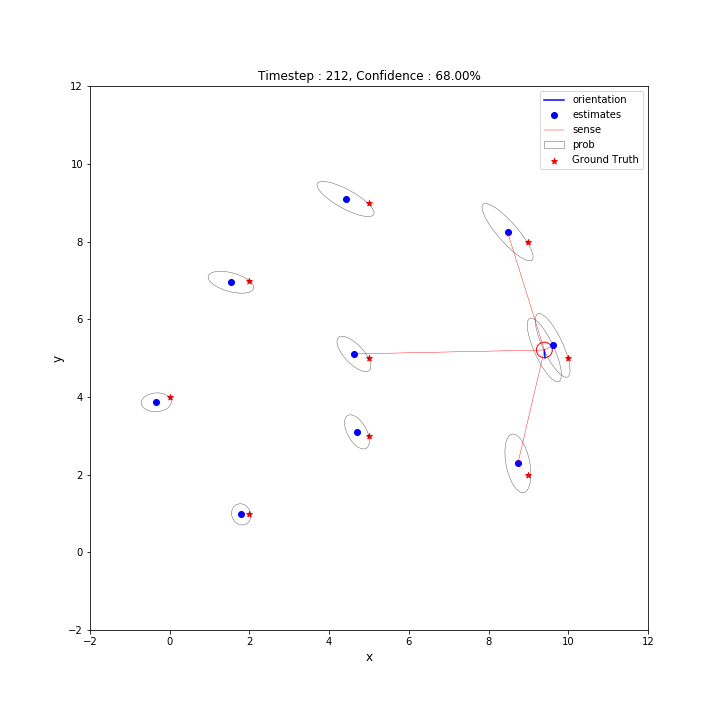 Timestep : 212, Confidence : 68.00%
orientation
estimates
sense
prob
Ground Truth
12
10
8
6
4
2
0
−2
y
−2 0 2 4 6 8 10 12
x